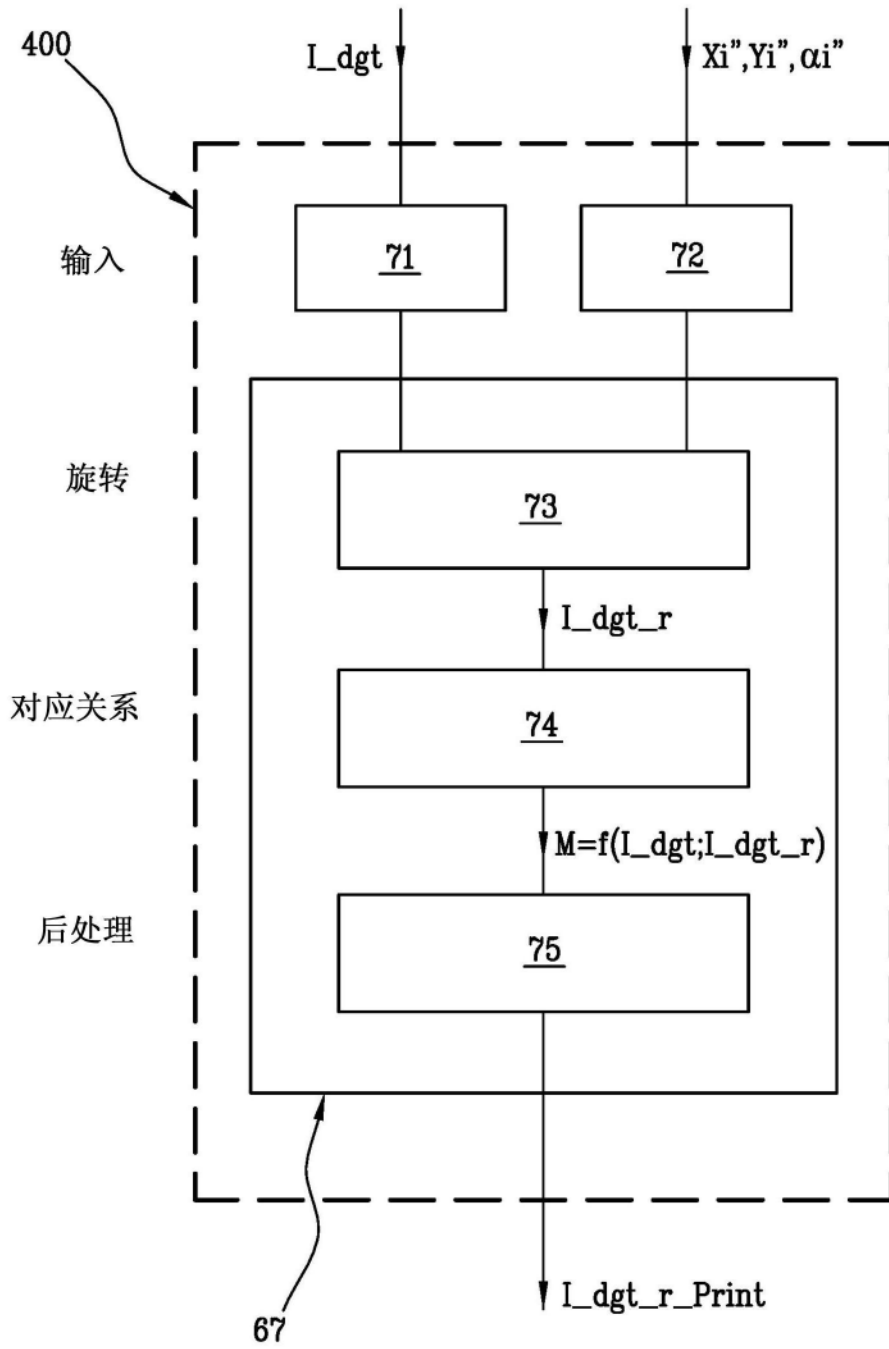 400
I_dgt
Xi”,Yi”,αi”
输入
71
72
旋转
73
I_dgt_r
对应关系
74
M=f(I_dgt;I_dgt_r)
后处理
75
I_dgt_r_Print
67